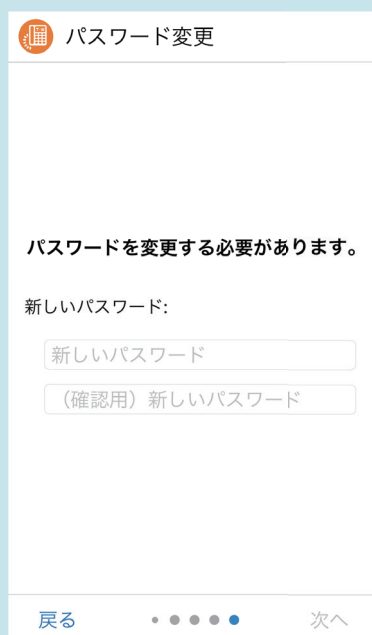 パスワード変更
パスワードを変更する必要があります。
新しいパスワード:
新しいパスワード
（確認用）新しいパスワード
戻る 次へ